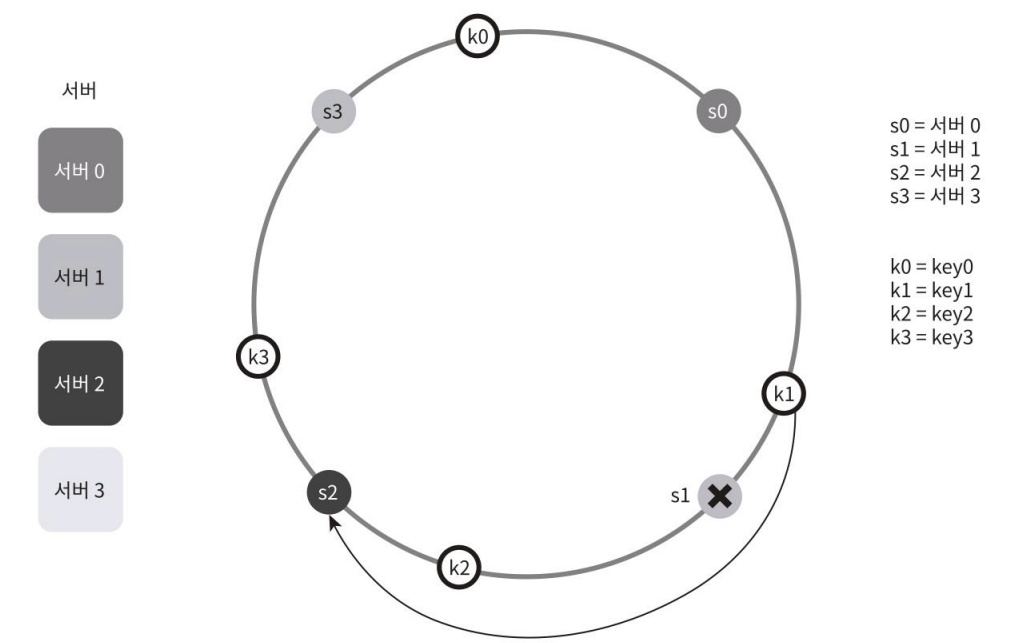 서버
서버 0
서버 1
서버 2
서버 3
k0
s3
s0
k3
k1
s2
s1
k2
s0 = 서버 0
s1 = 서버 1
s2 = 서버 2
s3 = 서버 3
k0 = key0
k1 = key1
k2 = key2
k3 = key3